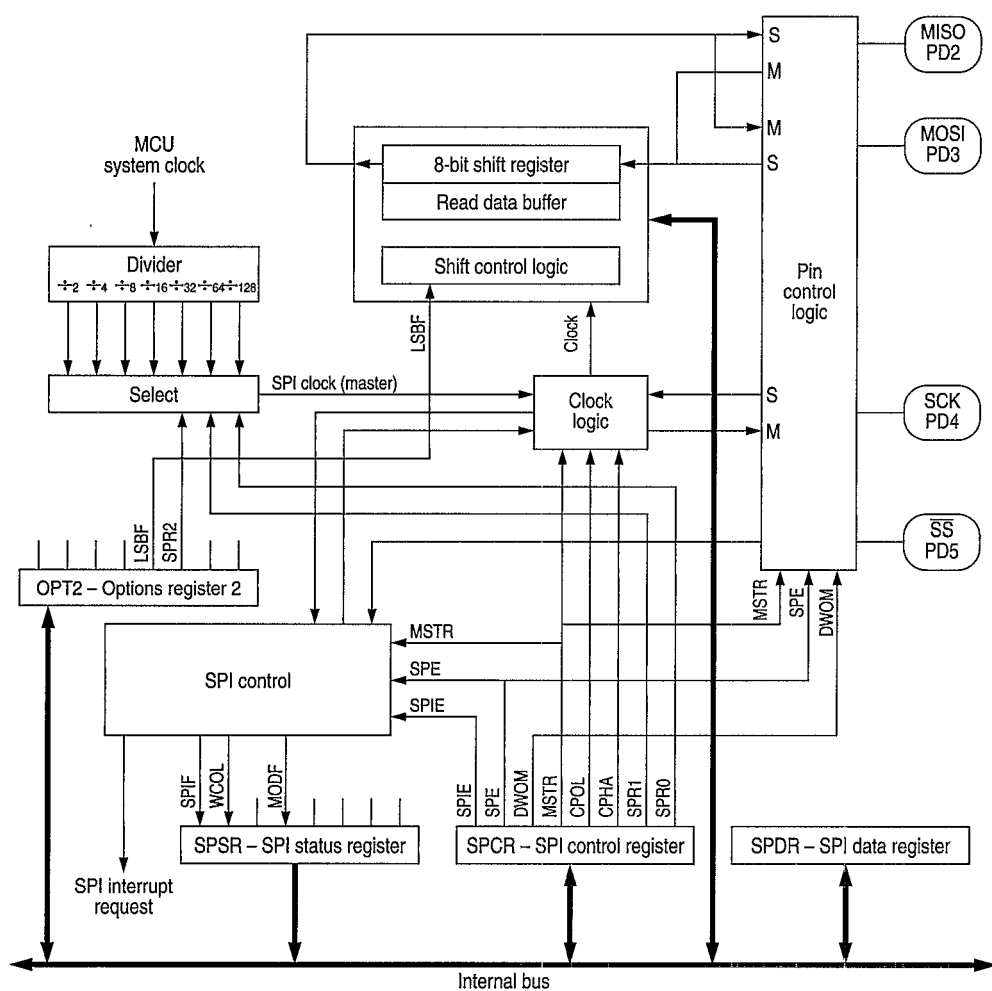 MISO
PD2
S
M
MOSI
PD3
M
S
MCU
system clock
8-bit shift register
Read data buffer
Divider
÷2 ÷4 ÷8 ÷16 ÷32 ÷64 ÷128
Shift control logic
Pin
control
logic
LSBF
Clock
Select
SPI clock (master)
Clock
logic
S
M
SCK
PD4
LSBF
SPR2
SS
PD5
OPT2 – Options register 2
MSTR
SPE
DWOM
SPI control
MSTR
SPE
SPIE
SPIF
WCOL
MODF
SPIE
SPE
DWOM
MSTR
CPOL
CPHA
SPR1
SPR0
SPSR – SPI status register
SPCR – SPI control register
SPDR – SPI data register
SPI interrupt
request
Internal bus